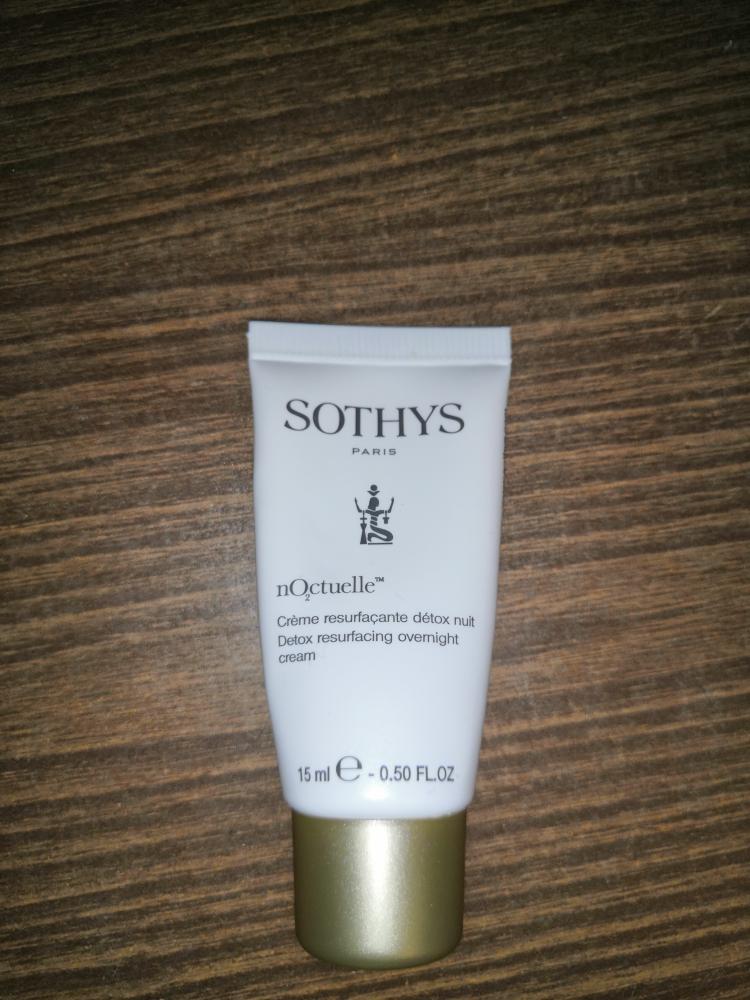 SOTHYS
PARIS
nO₂ctuelle™
Crème resurfaçante détox nuit
Detox resurfacing overnight
cream
15 ml ℮ - 0.50 FL.OZ